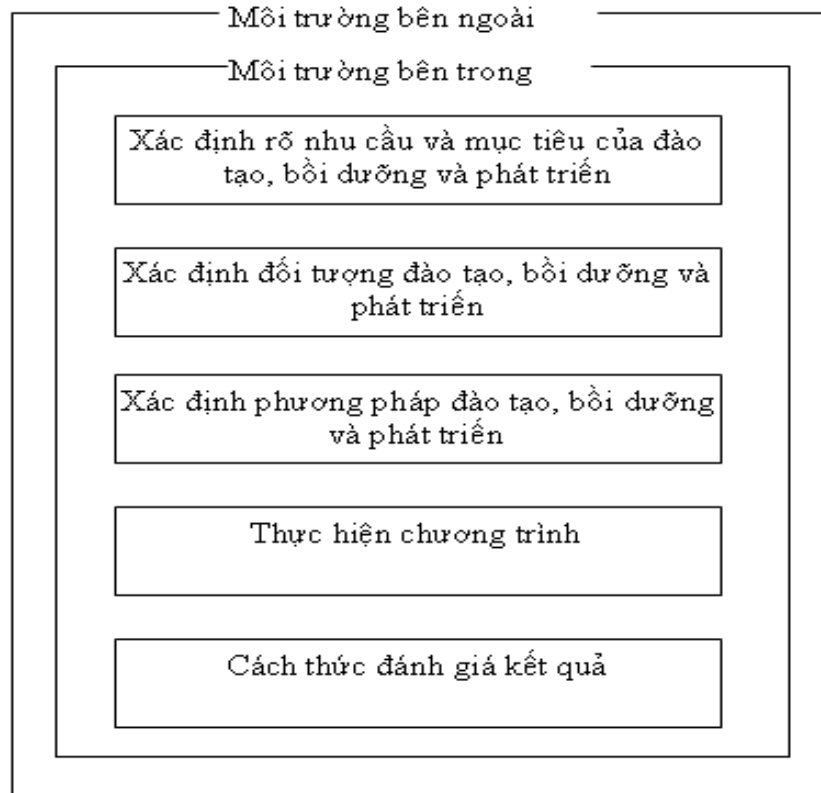 Môi trường bên ngoài
Môi trường bên trong
Xác định rõ nhu cầu và mục tiêu của đào
tạo, bồi dưỡng và phát triển
Xác định đối tượng đào tạo, bồi dưỡng và
phát triển
Xác định phương pháp đào tạo, bồi dưỡng
và phát triển
Thực hiện chương trình
Cách thức đánh giá kết quả